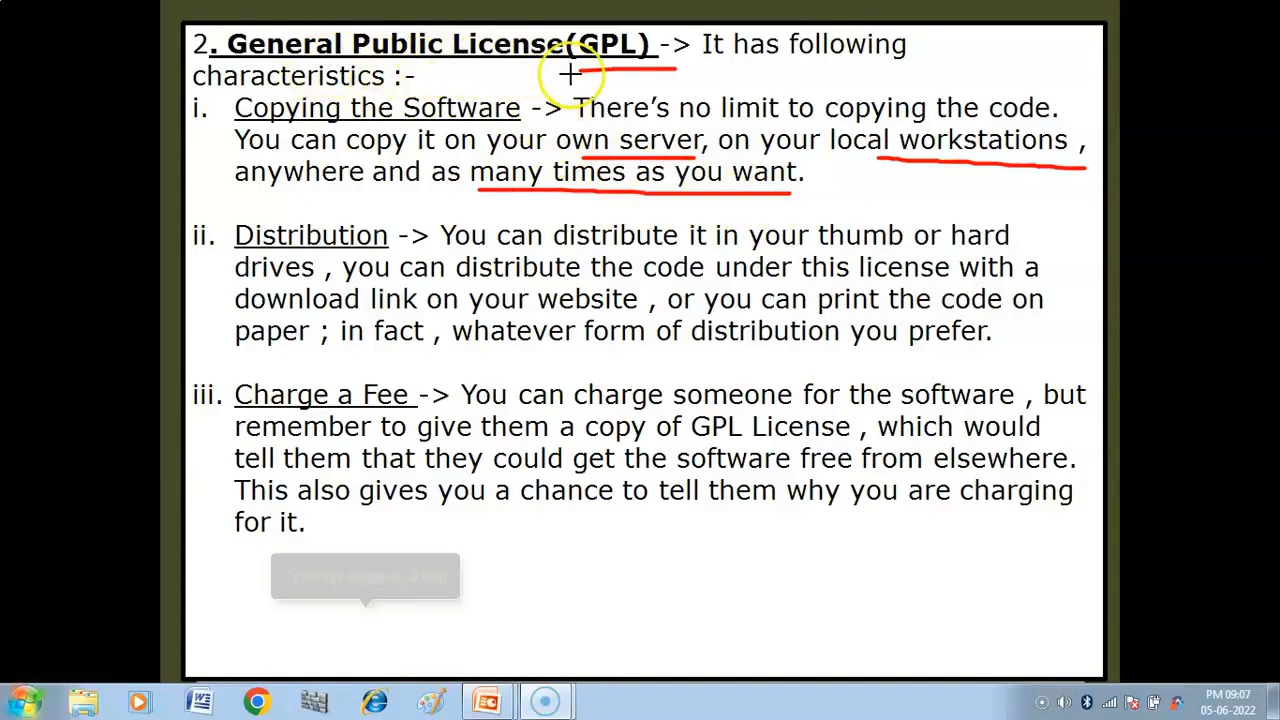 2. General Public License(GPL) -> It has following
characteristics :-
i. Copying the Software -> There’s no limit to copying the code.
You can copy it on your own server, on your local workstations ,
anywhere and as many times as you want.
ii. Distribution -> You can distribute it in your thumb or hard
drives , you can distribute the code under this license with a
download link on your website , or you can print the code on
paper ; in fact , whatever form of distribution you prefer.
iii. Charge a Fee -> You can charge someone for the software , but
remember to give them a copy of GPL License , which would
tell them that they could get the software free from elsewhere.
This also gives you a chance to tell them why you are charging
for it.
PM 09:07
05-06-2022